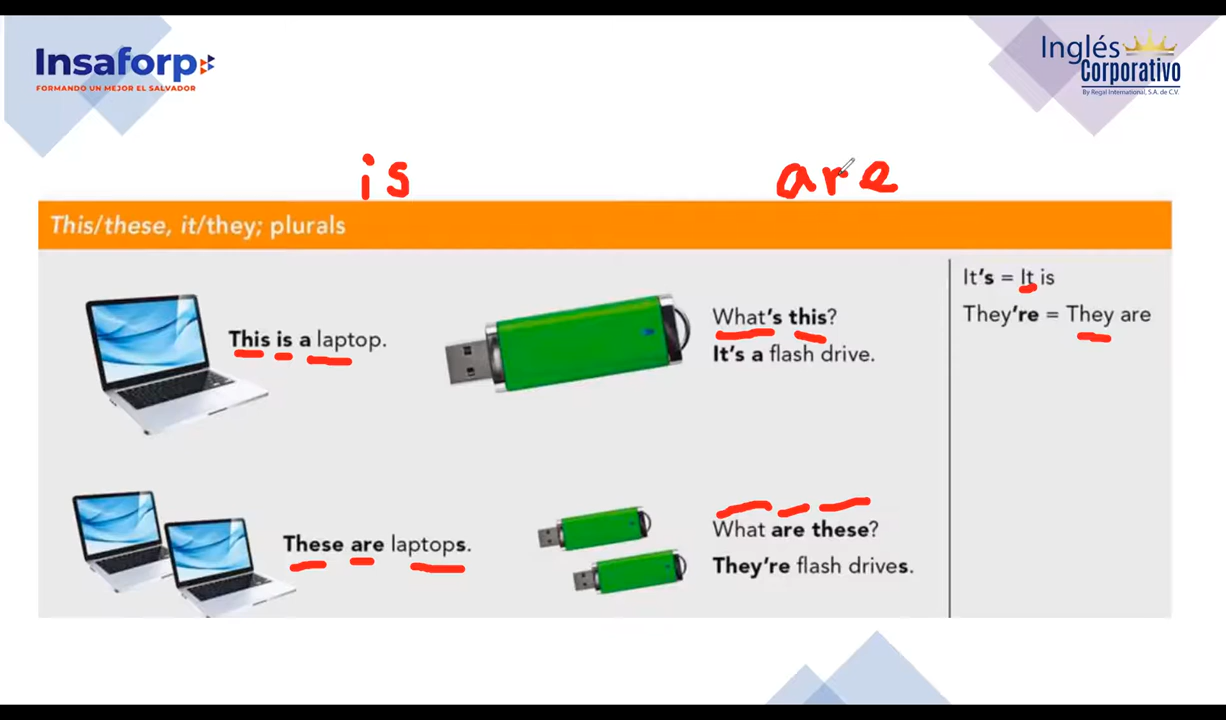 Insaforp
FORMANDO UN MEJOR EL SALVADOR
Inglés
Corporativo
By Regal International, S.A. de C.V.
is
are
This/these, it/they; plurals
This is a laptop.
What's this?
It's a flash drive.
It's = It is
They're = They are
These are laptops.
What are these?
They're flash drives.